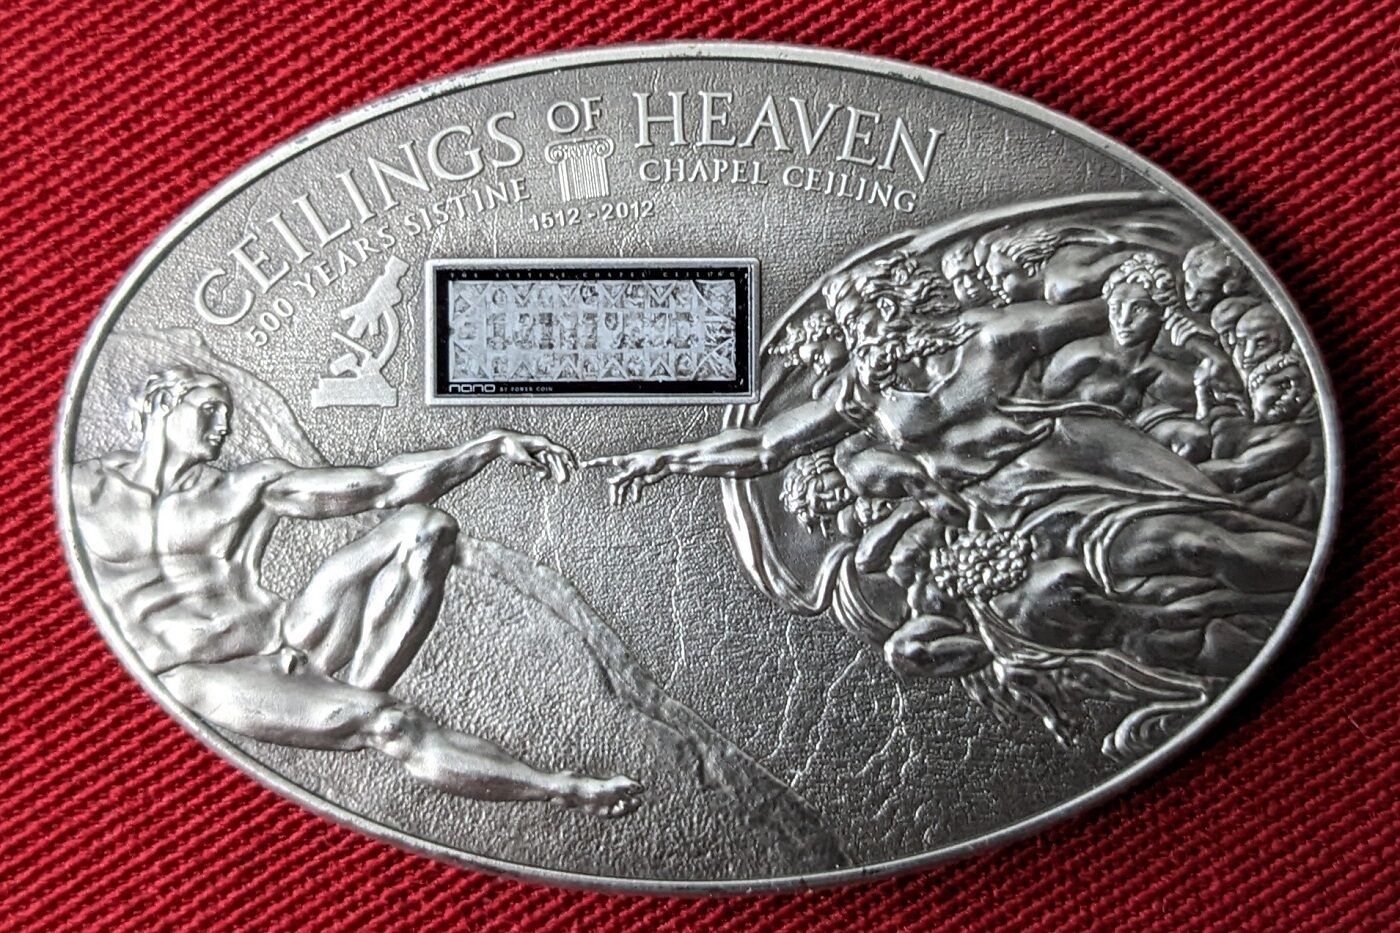 CEILINGS OF HEAVEN
500 YEARS SISTINE CHAPEL CEILING
1512 - 2012
THE SISTINE CHAPEL CEILING
nano BY POWER COIN